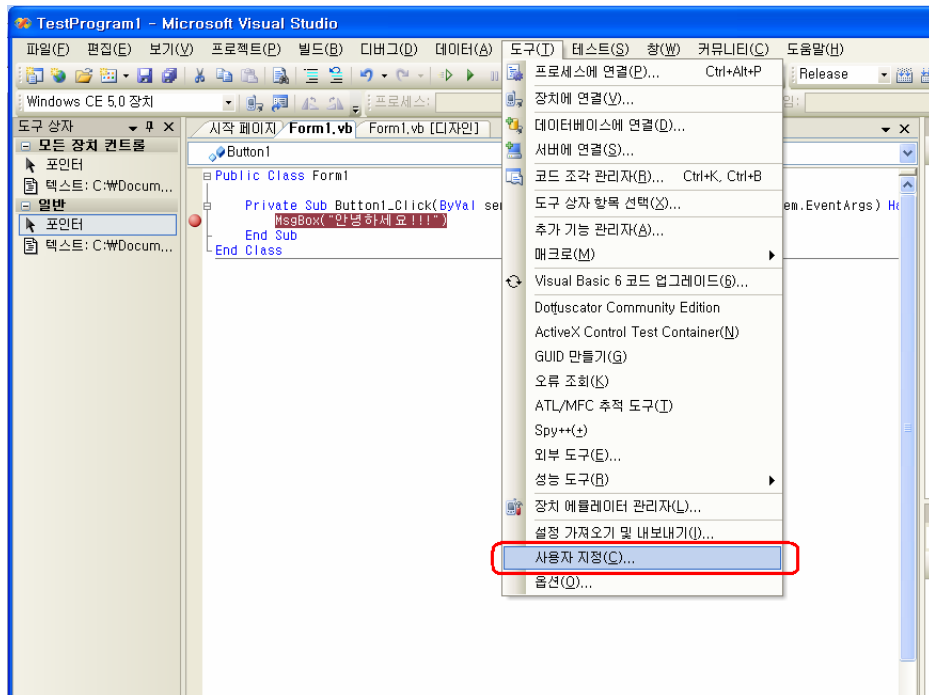 TestProgram1 - Microsoft Visual Studio
파일(F) 편집(E) 보기(V) 프로젝트(P) 빌드(B) 디버그(D) 데이터(A) 도구(T) 테스트(S) 창(W) 커뮤니티(C) 도움말(H)
Release
Windows CE 5.0 장치
프로세스:
도구 상자
시작 페이지 Form1.vb Form1.vb [디자인]
모든 장치 컨트롤
포인터
텍스트: C:₩Docum...
일반
포인터
텍스트: C:₩Docum...
Button1
Public Class Form1
Private Sub Button1_Click(ByVal
em.EventArgs)
MsgBox("안녕하세요!!!")
End Sub
End Class
프로세스에 연결(P)... Ctrl+Alt+P
장치에 연결(V)...
데이터베이스에 연결(D)...
서버에 연결(S)...
코드 조각 관리자(R)... Ctrl+K, Ctrl+B
도구 상자 항목 선택(X)...
추가 기능 관리자(A)...
매크로(M)
Visual Basic 6 코드 업그레이드(6)...
Dotfuscator Community Edition
ActiveX Control Test Container(N)
GUID 만들기(G)
오류 조회(K)
ATL/MFC 추적 도구(T)
Spy++(+)
외부 도구(E)...
성능 도구(R)
장치 에뮬레이터 관리자(L)...
설정 가져오기 및 내보내기(I)...
사용자 지정(C)...
옵션(O)...